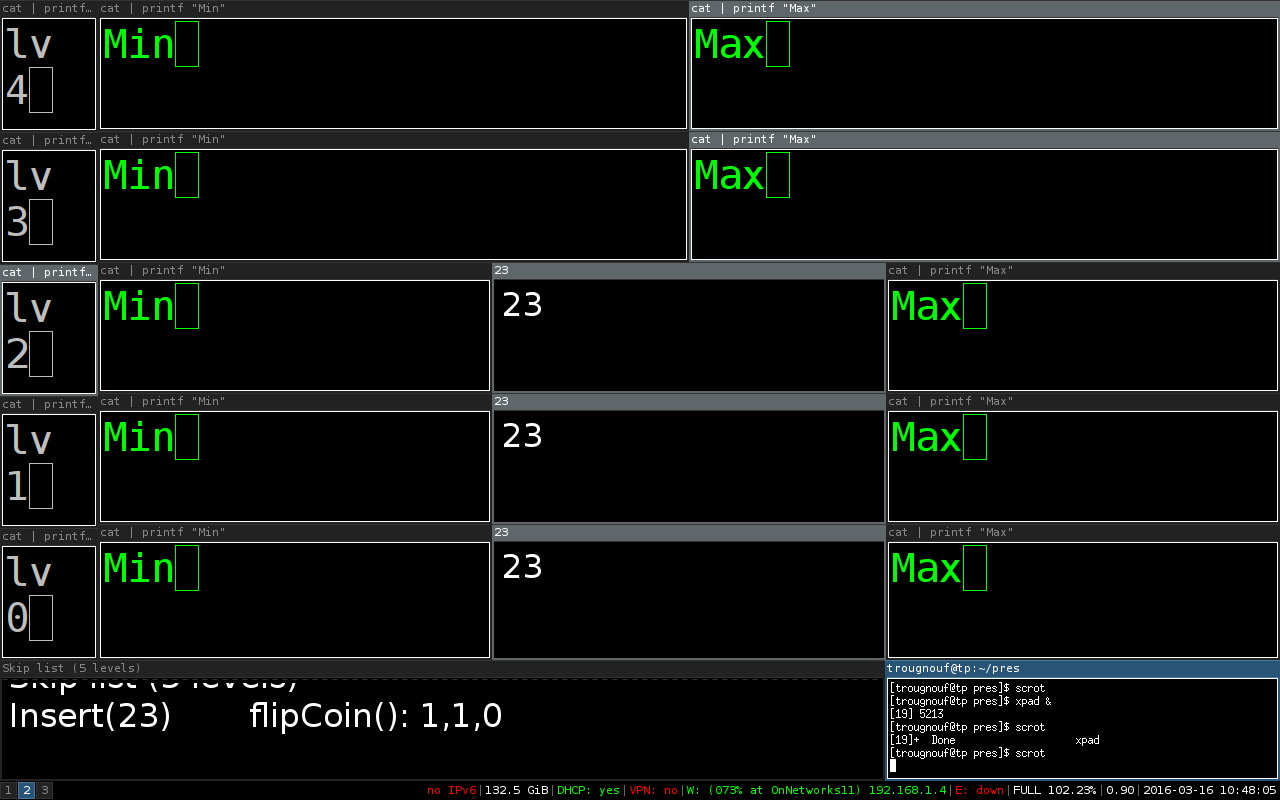 cat | printf… cat | printf "Min" cat | printf "Max"
lv Min Max
4
cat | printf… cat | printf "Min" cat | printf "Max"
lv Min Max
3
cat | printf… cat | printf "Min" 23 cat | printf "Max"
lv Min 23 Max
2
cat | printf… cat | printf "Min" 23 cat | printf "Max"
lv Min 23 Max
1
cat | printf… cat | printf "Min" 23 cat | printf "Max"
lv Min 23 Max
0
Skip list (5 levels)
Skip list (5 levels)
Insert(23) flipCoin(): 1,1,0
trougnouf@tp:~/pres
[trougnouf@tp pres]$ scrot
[trougnouf@tp pres]$ xpad &
[19] 5213
[trougnouf@tp pres]$ scrot
[19]+ Done xpad
[trougnouf@tp pres]$ scrot
1 2 3 no IPv6|132.5 GiB|DHCP: yes|VPN: no|W: (073% at OnNetworks11) 192.168.1.4|E: down|FULL 102.23%|0.90|2016-03-16 10:48:05